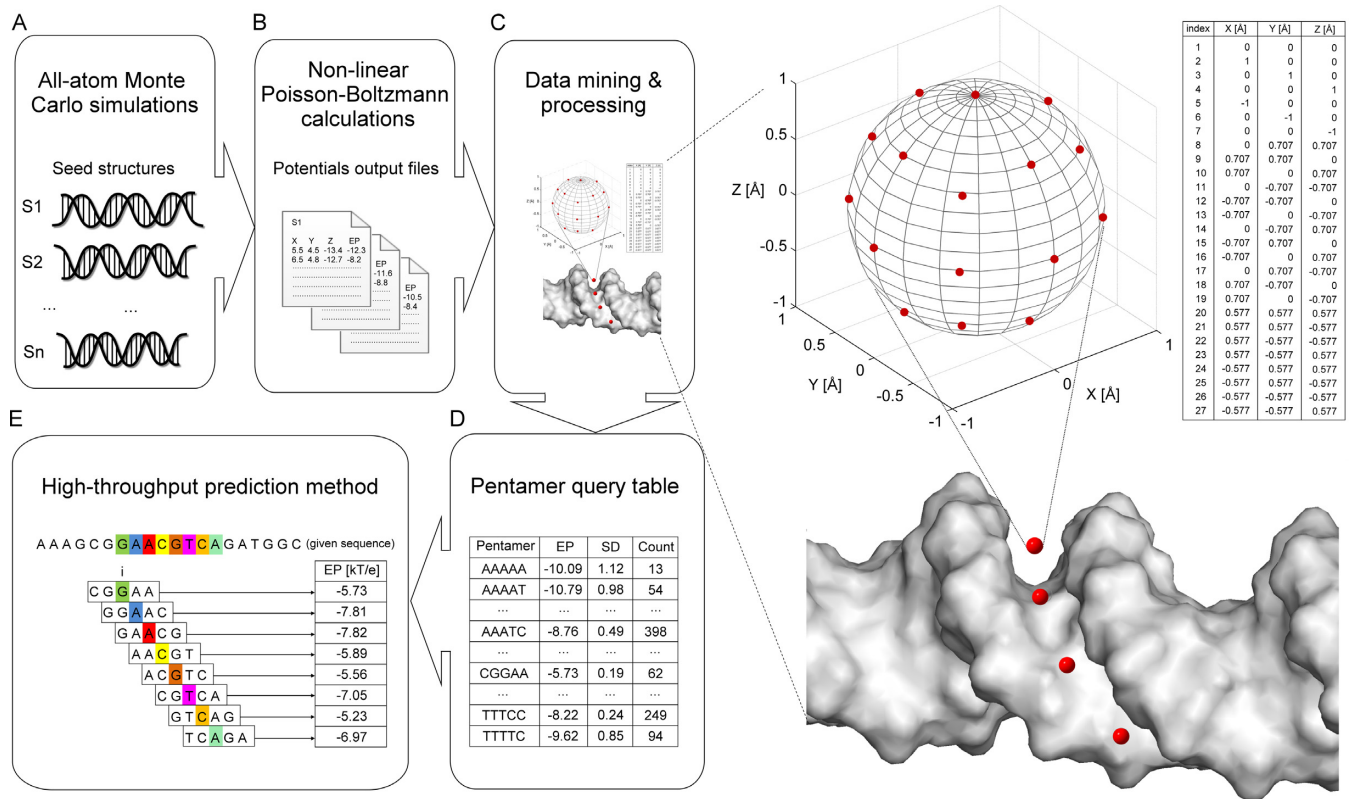 A
All-atom Monte
Carlo simulations
Seed structures
S1
S2
... ...
Sn
B
Non-linear
Poisson-Boltzmann
calculations
Potentials output files
S1
X Y Z EP
5.5 4.5 -13.4 -12.3
6.5 4.8 -12.7 -8.2
EP
-11.6
-8.8
EP
-10.5
-8.4
C
Data mining &
processing
1
0.5
Z [Å] 0
-0.5
-1
1
0.5
0
-0.5
-1
Y [Å]
-1
0
1
X [Å]
index X [Å] Y [Å] Z [Å]
1 0 0 0
2 1 0 0
3 0 1 0
4 0 0 1
5 -1 0 0
6 0 -1 0
7 0 0 -1
8 0 0.707 0.707
9 0.707 0.707 0
10 0.707 0 0.707
11 0 -0.707 -0.707
12 -0.707 -0.707 0
13 -0.707 0 -0.707
14 0 -0.707 0.707
15 -0.707 0.707 0
16 -0.707 0 0.707
17 0 0.707 -0.707
18 0.707 -0.707 0
19 0.707 0 -0.707
20 0.577 0.577 0.577
21 0.577 0.577 -0.577
22 0.577 -0.577 -0.577
23 0.577 -0.577 0.577
24 -0.577 0.577 0.577
25 -0.577 0.577 -0.577
26 -0.577 -0.577 -0.577
27 -0.577 -0.577 0.577
D
Pentamer query table
Pentamer EP SD Count
AAAAA -10.09 1.12 13
AAAAT -10.79 0.98 54
... ... ... ...
AAATC -8.76 0.49 398
... ... ... ...
CGGAA -5.73 0.19 62
... ... ... ...
TTTCC -8.22 0.24 249
TTTTC -9.62 0.85 94
E
High-throughput prediction method
A A A G C G G A A C G T C A G A T G G C (given sequence)
i
EP [kT/e]
C G G A A -5.73
G G A A C -7.81
G A A C G -7.82
A A C G T -5.89
A C G T C -5.56
C G T C A -7.05
G T C A G -5.23
T C A G A -6.97